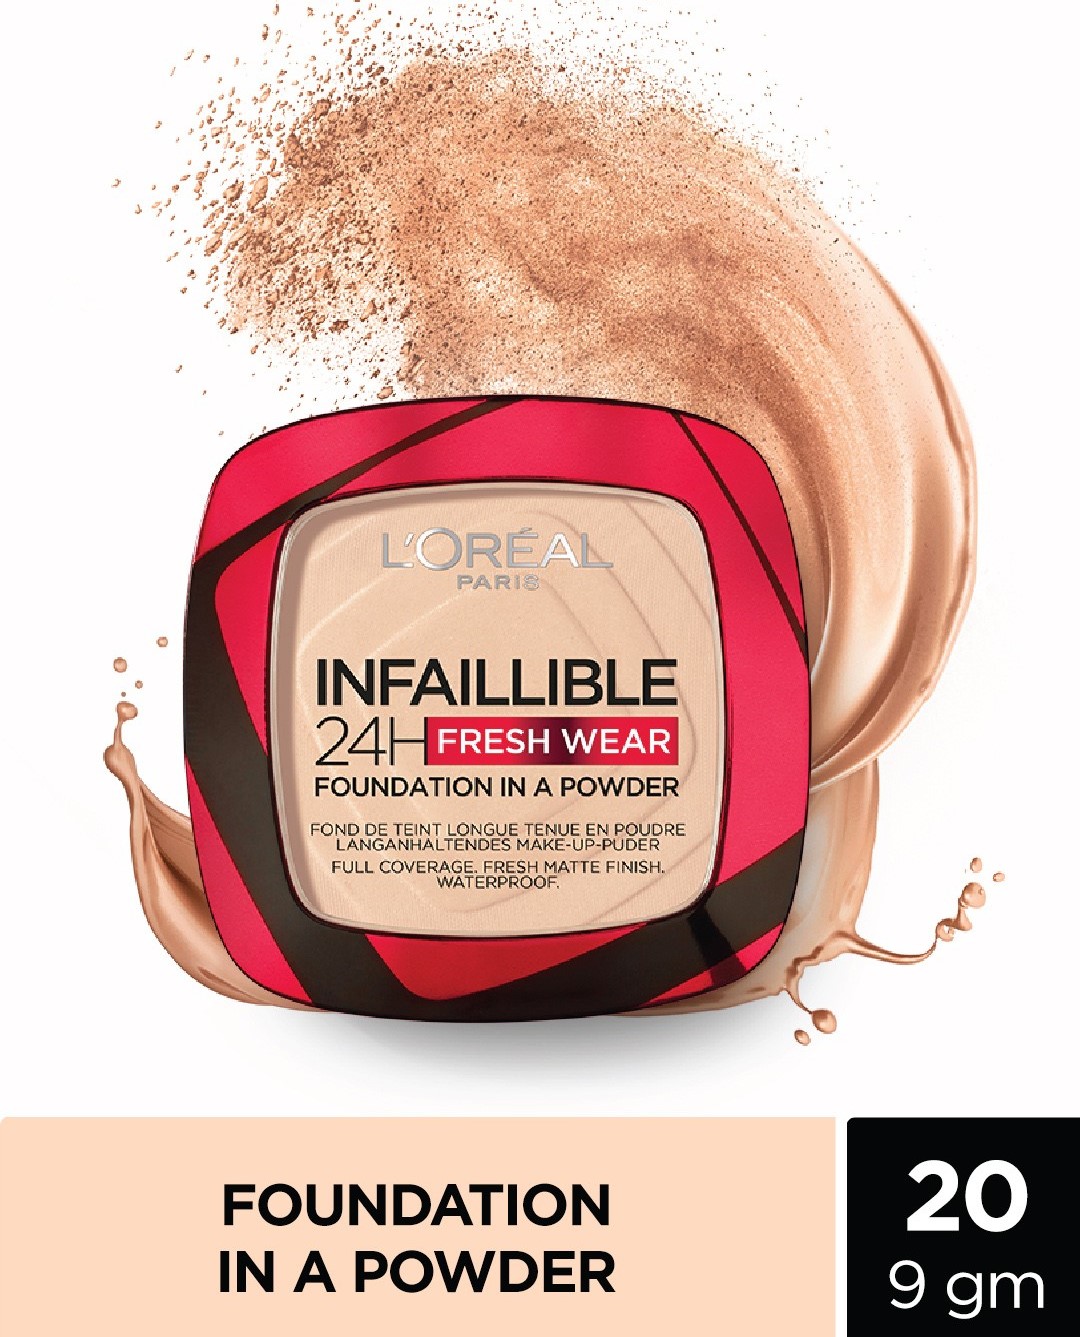 L'ORÉAL
PARIS
INFAILLIBLE
24H FRESH WEAR
FOUNDATION IN A POWDER
FOND DE TEINT LONGUE TENUE EN POUDRE
LANGANHALTENDES MAKE-UP-PUDER
FULL COVERAGE. FRESH MATTE FINISH.
WATERPROOF.
FOUNDATION
IN A POWDER
20
9 gm